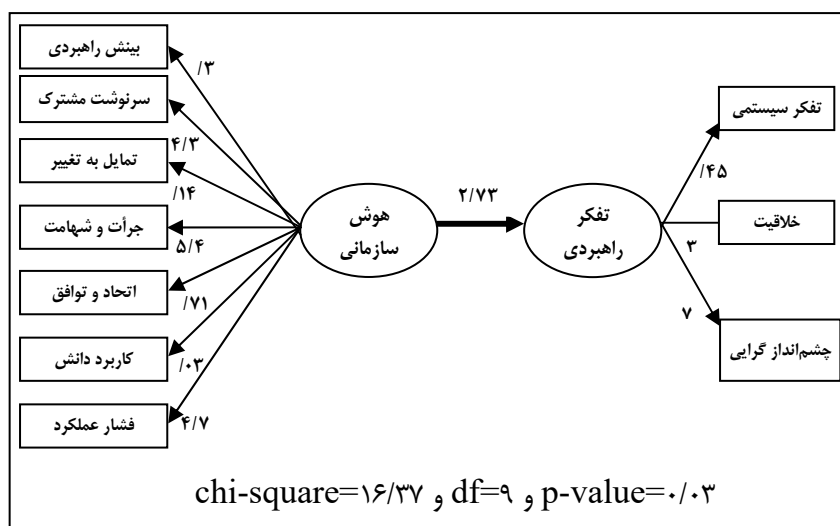 بینش راهبردی
/۳
سرنوشت مشترک
۴/۳
تمایل به تغییر
/۱۴
جرأت و شهامت
۵/۴
اتحاد و توافق
/۷۱
کاربرد دانش
/۰۳
فشار عملکرد
۴/۷
هوش
سازمانی
۲/۷۳
تفکر
راهبردی
تفکر سیستمی
/۴۵
خلاقیت
۳
چشم‌انداز گرایی
۷
chi-square=۱۶/۳۷ و df=۹ و p-value=۰/۰۳